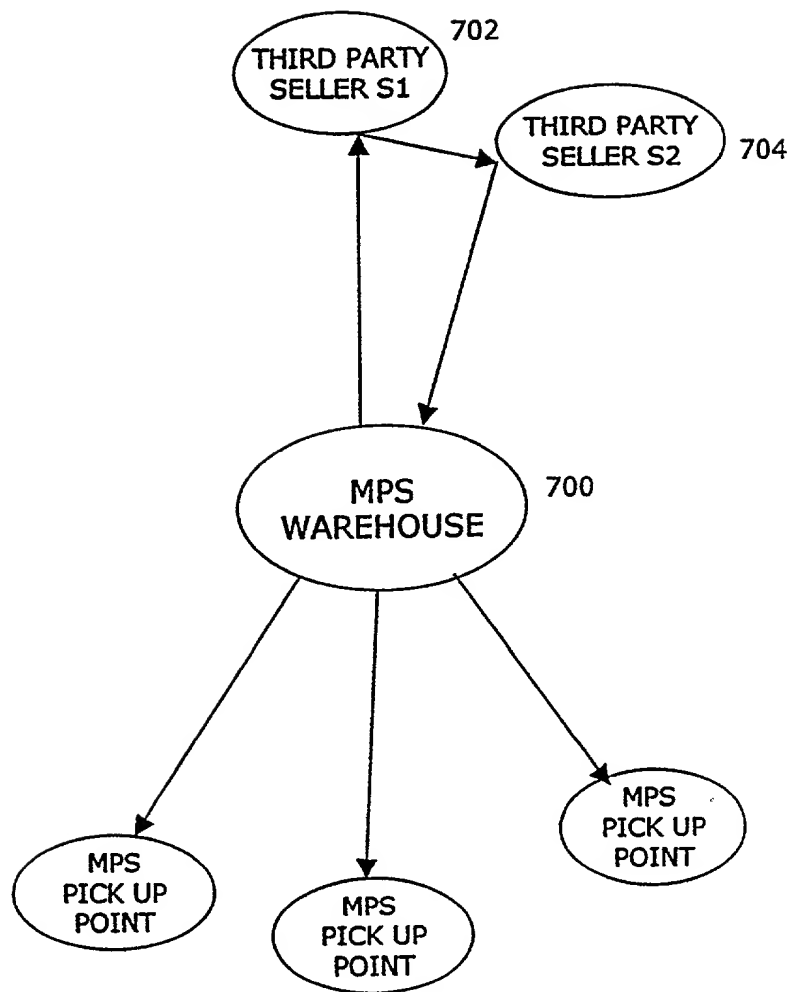 702
THIRD PARTY
SELLER S1
THIRD PARTY
SELLER S2
704
MPS
WAREHOUSE
700
MPS
PICK UP
POINT
MPS
PICK UP
POINT
MPS
PICK UP
POINT